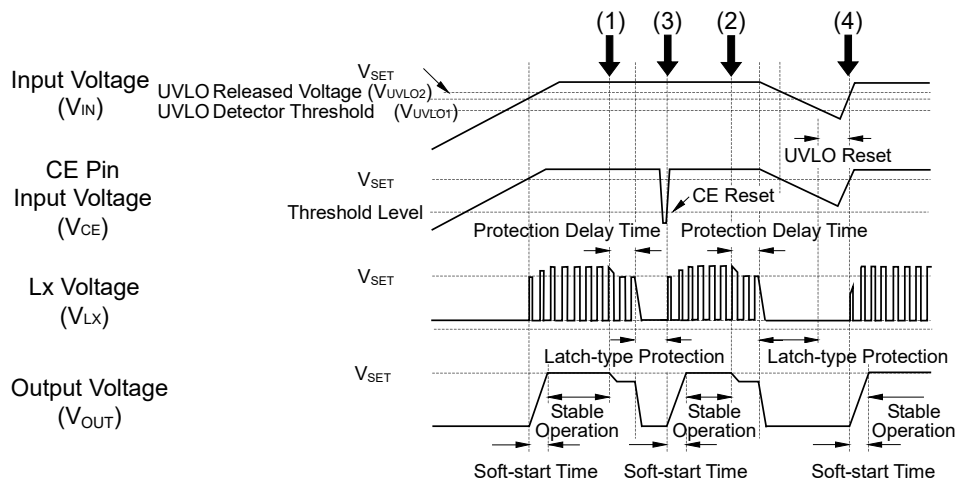 (1) (3) (2) (4)
Input Voltage
(VIN)
VSET
UVLO Released Voltage (VUVLO2)
UVLO Detector Threshold (VUVLO1)
UVLO Reset
CE Pin
Input Voltage
(VCE)
VSET
Threshold Level
CE Reset
Protection Delay Time Protection Delay Time
Lx Voltage
(VLX)
VSET
Latch-type Protection Latch-type Protection
Output Voltage
(VOUT)
VSET
Stable Stable Stable
Operation Operation Operation
Soft-start Time Soft-start Time Soft-start Time